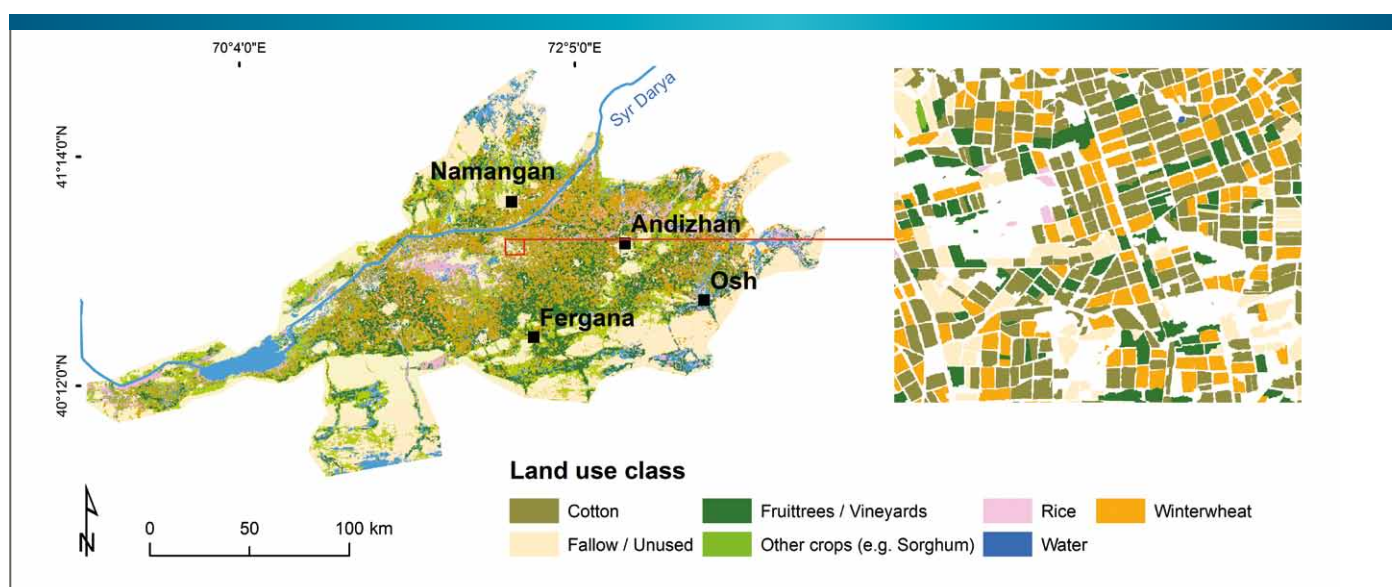 70°4'0"E
72°5'0"E
41°14'0"N
40°12'0"N
Syr Darya
Namangan
Andizhan
Osh
Fergana
N
0 50 100 km
Land use class
Cotton
Fruittrees / Vineyards
Rice
Winterwheat
Fallow / Unused
Other crops (e.g. Sorghum)
Water